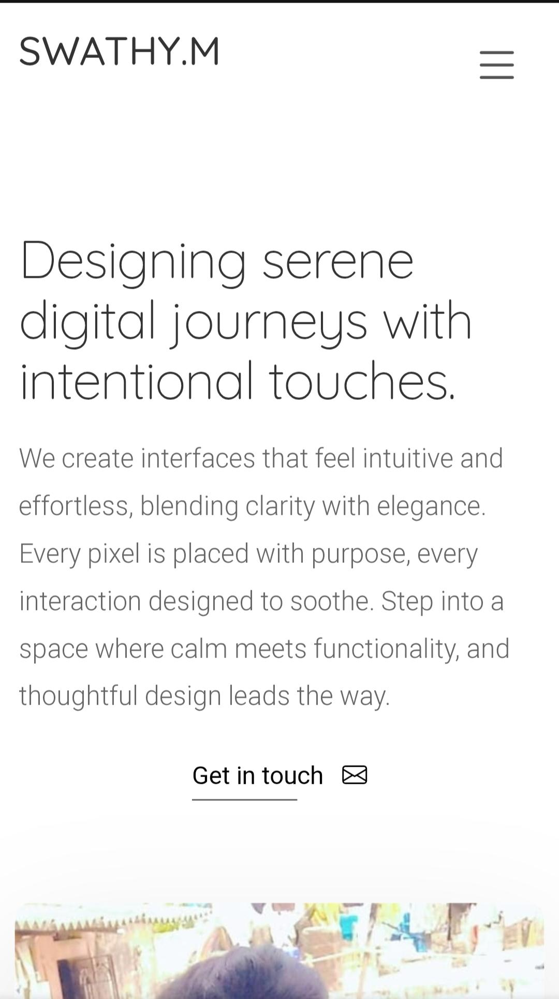 SWATHY.M
Designing serene
digital journeys with
intentional touches.
We create interfaces that feel intuitive and
effortless, blending clarity with elegance.
Every pixel is placed with purpose, every
interaction designed to soothe. Step into a
space where calm meets functionality, and
thoughtful design leads the way.
Get in touch